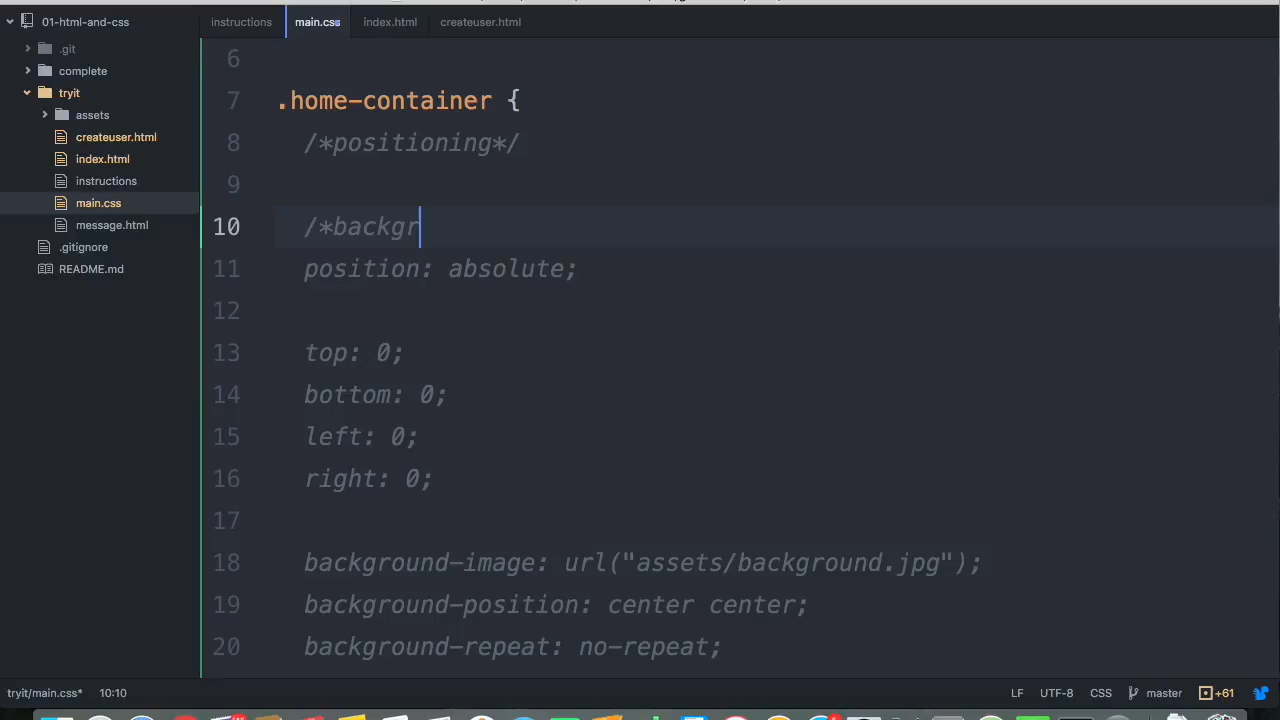 01-html-and-css
.git
complete
tryit
assets
createuser.html
index.html
instructions
main.css
message.html
.gitignore
README.md
instructions
main.css
index.html
createuser.html
6
7 .home-container {
8 /*positioning*/
9
10 /*backgr
11 position: absolute;
12
13 top: 0;
14 bottom: 0;
15 left: 0;
16 right: 0;
17
18 background-image: url("assets/background.jpg");
19 background-position: center center;
20 background-repeat: no-repeat;
tryit/main.css* 10:10 LF UTF-8 CSS master +61